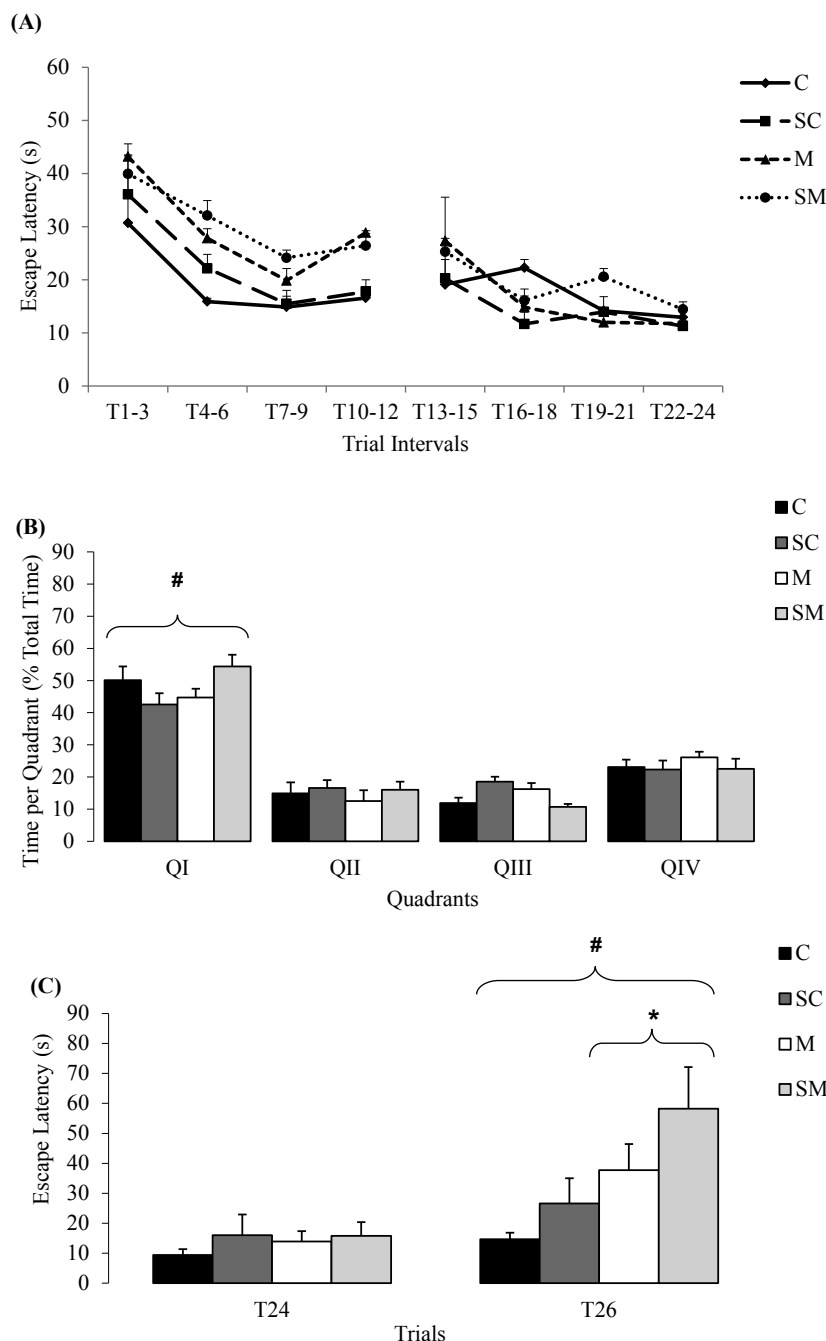 (A)
60
50
40
30
20
10
0
Escape Latency (s)
T1-3 T4-6 T7-9 T10-12 T13-15 T16-18 T19-21 T22-24
Trial Intervals
C
SC
M
SM
(B)
90
80
70
60
50
40
30
20
10
0
Time per Quadrant (% Total Time)
#
QI QII QIII QIV
Quadrants
C
SC
M
SM
(C)
90
80
70
60
50
40
30
20
10
0
Escape Latency (s)
#
*
T24 T26
Trials
C
SC
M
SM